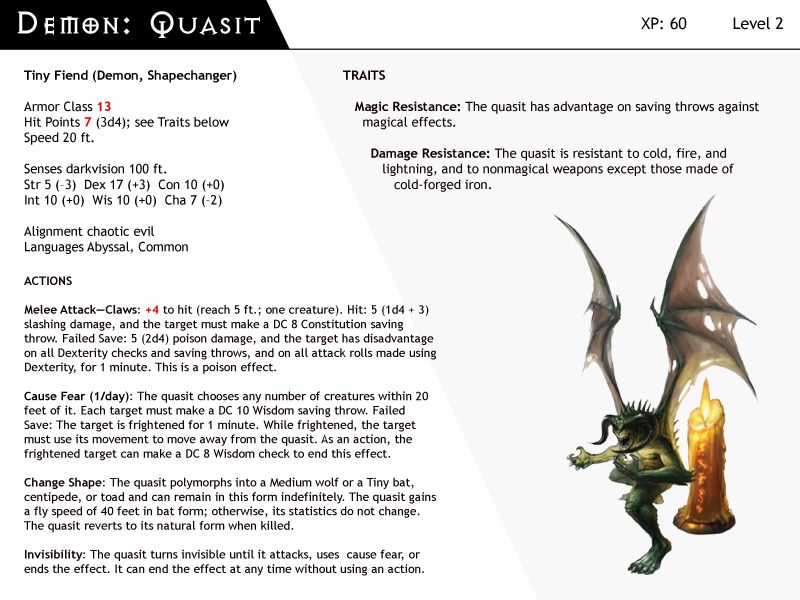 Demon: Quasit
XP: 60 Level 2
Tiny Fiend (Demon, Shapechanger)
Armor Class 13
Hit Points 7 (3d4); see Traits below
Speed 20 ft.
Senses darkvision 100 ft.
Str 5 (-3) Dex 17 (+3) Con 10 (+0)
Int 10 (+0) Wis 10 (+0) Cha 7 (-2)
Alignment chaotic evil
Languages Abyssal, Common
ACTIONS
Melee Attack—Claws: +4 to hit (reach 5 ft.; one creature). Hit: 5 (1d4 + 3)
slashing damage, and the target must make a DC 8 Constitution saving
throw. Failed Save: 5 (2d4) poison damage, and the target has disadvantage
on all Dexterity checks and saving throws, and on all attack rolls made using
Dexterity, for 1 minute. This is a poison effect.
Cause Fear (1/day): The quasit chooses any number of creatures within 20
feet of it. Each target must make a DC 10 Wisdom saving throw. Failed
Save: The target is frightened for 1 minute. While frightened, the target
must use its movement to move away from the quasit. As an action, the
frightened target can make a DC 8 Wisdom check to end this effect.
Change Shape: The quasit polymorphs into a Medium wolf or a Tiny bat,
centipede, or toad and can remain in this form indefinitely. The quasit gains
a fly speed of 40 feet in bat form; otherwise, its statistics do not change.
The quasit reverts to its natural form when killed.
Invisibility: The quasit turns invisible until it attacks, uses cause fear, or
ends the effect. It can end the effect at any time without using an action.
TRAITS
Magic Resistance: The quasit has advantage on saving throws against
magical effects.
Damage Resistance: The quasit is resistant to cold, fire, and
lightning, and to nonmagical weapons except those made of
cold-forged iron.